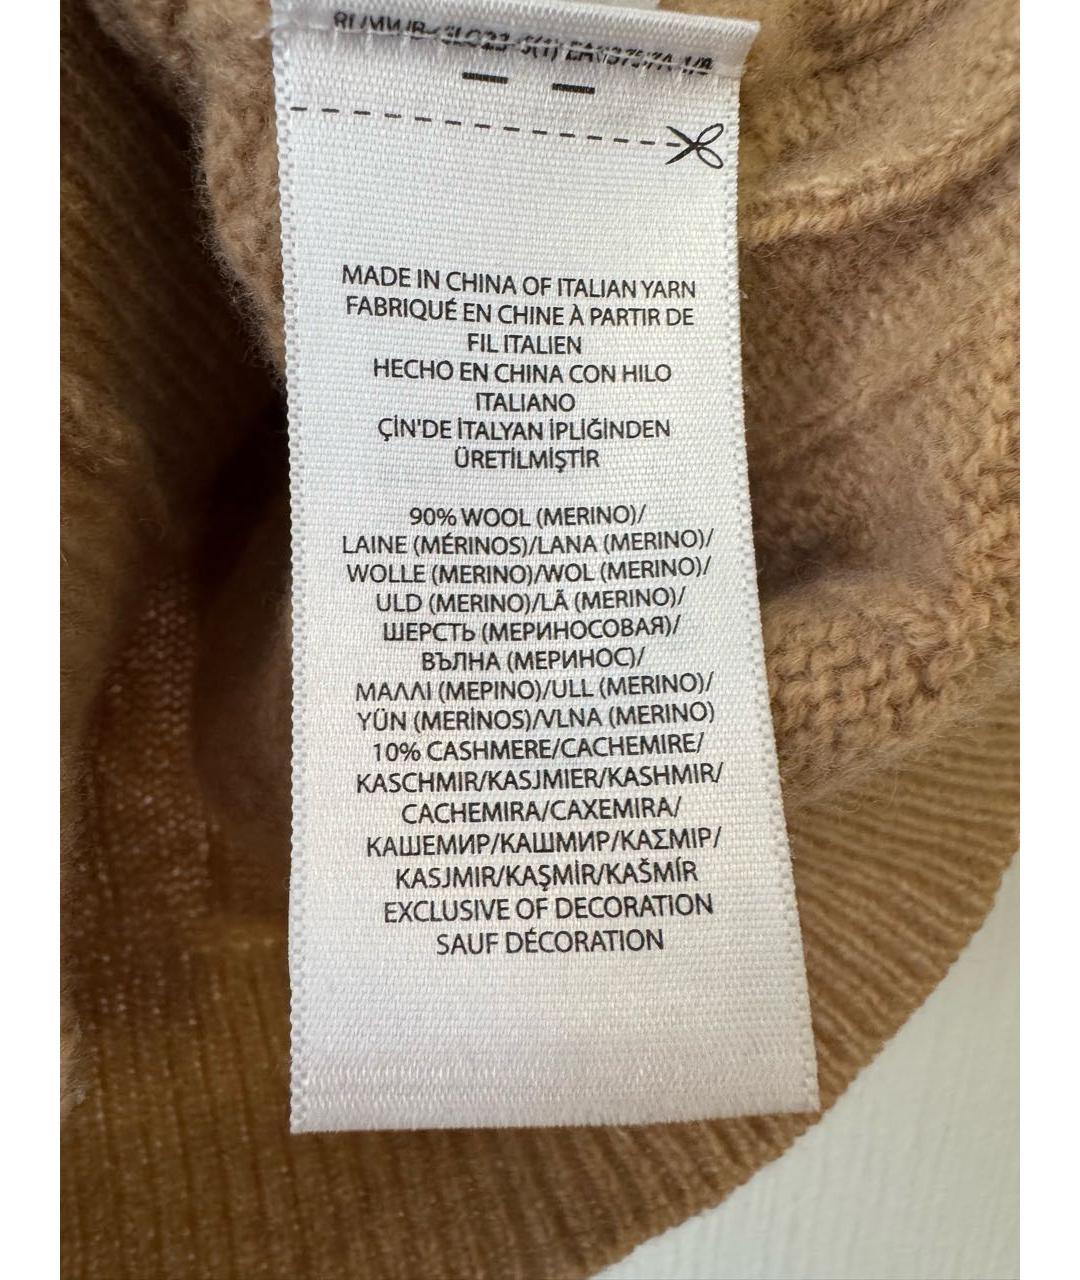 MADE IN CHINA OF ITALIAN YARN
FABRIQUÉ EN CHINE À PARTIR DE
FIL ITALIEN
HECHO EN CHINA CON HILO
ITALIANO
ÇİN'DE İTALYAN İPLİĞİNDEN
ÜRETİLMİŞTİR
90% WOOL (MERINO)/
LAINE (MÉRINOS)/LANA (MERINO)/
WOLLE (MERINO)/WOL (MERINO)/
ULD (MERINO)/LÃ (MERINO)/
ШЕРСТЬ (МЕРИНОСОВАЯ)/
ВЪЛНА (МЕРИНОС)/
ΜΑΛΛΙ (ΜΕΡΙΝΟ)/ULL (MERINO)/
YÜN (MERİNOS)/VLNA (MERINO)
10% CASHMERE/CACHEMIRE/
KASCHMIR/KASJMIER/KASHMIR/
CACHEMIRA/CAXEMIRA/
КАШЕМИР/КАШМИР/ΚΑΣΜΙΡ/
KASJMIR/KAŞMİR/KAŠMÍR
EXCLUSIVE OF DECORATION
SAUF DÉCORATION